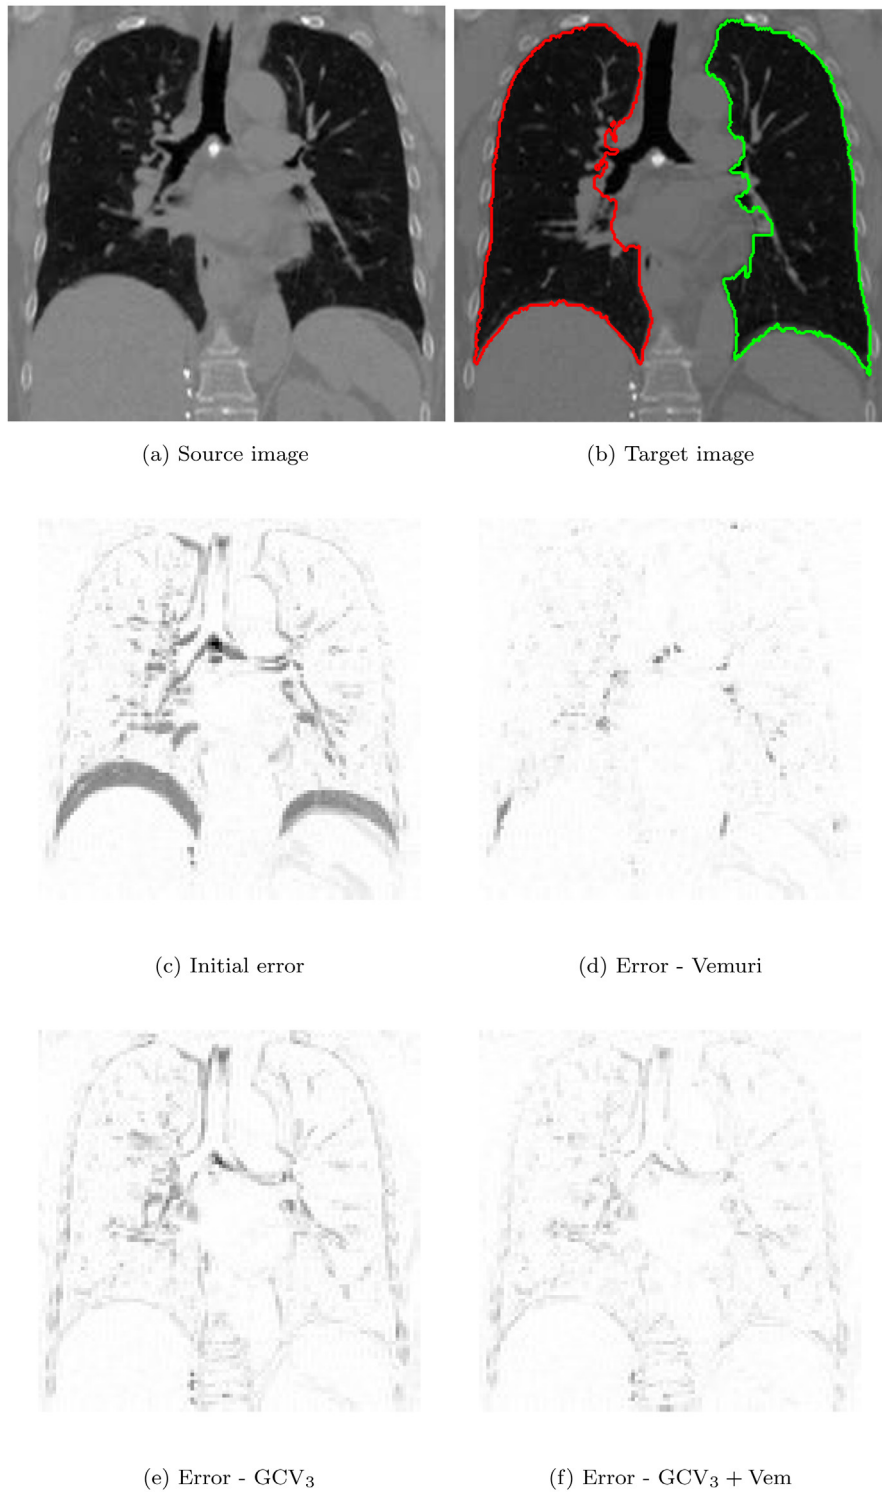 (a) Source image
(b) Target image
(c) Initial error
(d) Error - Vemuri
(e) Error - GCV₃
(f) Error - GCV₃ + Vem